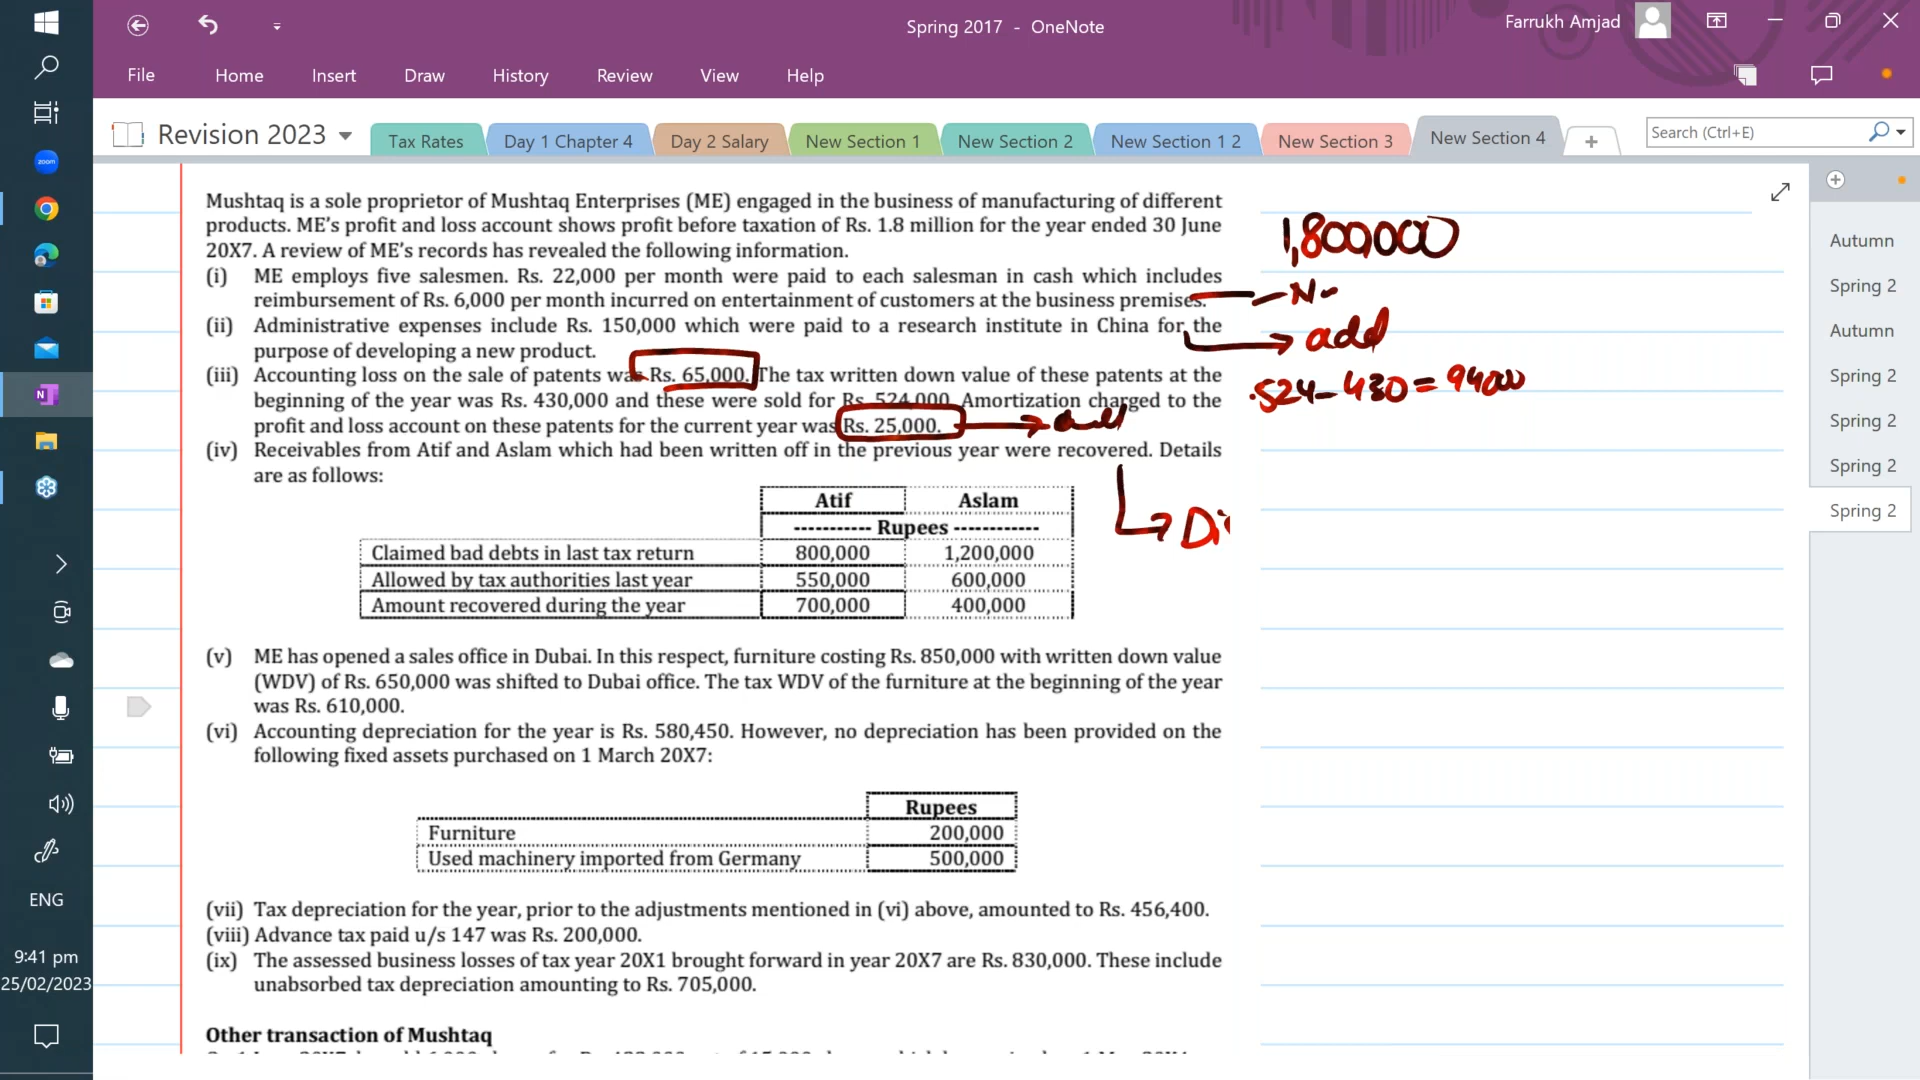 Spring 2017 - OneNote
Farrukh Amjad
File Home Insert Draw History Review View Help
Revision 2023
Tax Rates
Day 1 Chapter 4
Day 2 Salary
New Section 1
New Section 2
New Section 1 2
New Section 3
New Section 4
Search (Ctrl+E)
zoom
Mushtaq is a sole proprietor of Mushtaq Enterprises (ME) engaged in the business of manufacturing of different
products. ME's profit and loss account shows profit before taxation of Rs. 1.8 million for the year ended 30 June
20X7. A review of ME's records has revealed the following information.
(i) ME employs five salesmen. Rs. 22,000 per month were paid to each salesman in cash which includes
reimbursement of Rs. 6,000 per month incurred on entertainment of customers at the business premises.
(ii) Administrative expenses include Rs. 150,000 which were paid to a research institute in China for the
purpose of developing a new product.
(iii) Accounting loss on the sale of patents was Rs. 65,000. The tax written down value of these patents at the
beginning of the year was Rs. 430,000 and these were sold for Rs. 524,000. Amortization charged to the
profit and loss account on these patents for the current year was Rs. 25,000.
(iv) Receivables from Atif and Aslam which had been written off in the previous year were recovered. Details
are as follows:
Atif Aslam
----------- Rupees ------------
Claimed bad debts in last tax return 800,000 1,200,000
Allowed by tax authorities last year 550,000 600,000
Amount recovered during the year 700,000 400,000
(v) ME has opened a sales office in Dubai. In this respect, furniture costing Rs. 850,000 with written down value
(WDV) of Rs. 650,000 was shifted to Dubai office. The tax WDV of the furniture at the beginning of the year
was Rs. 610,000.
(vi) Accounting depreciation for the year is Rs. 580,450. However, no depreciation has been provided on the
following fixed assets purchased on 1 March 20X7:
Rupees
Furniture 200,000
Used machinery imported from Germany 500,000
(vii) Tax depreciation for the year, prior to the adjustments mentioned in (vi) above, amounted to Rs. 456,400.
(viii) Advance tax paid u/s 147 was Rs. 200,000.
(ix) The assessed business losses of tax year 20X1 brought forward in year 20X7 are Rs. 830,000. These include
unabsorbed tax depreciation amounting to Rs. 705,000.
Other transaction of Mushtaq
1,800,000
add
524-430=94000
Autumn
Spring 2
Autumn
Spring 2
Spring 2
Spring 2
Spring 2
ENG
9:41 pm
25/02/2023